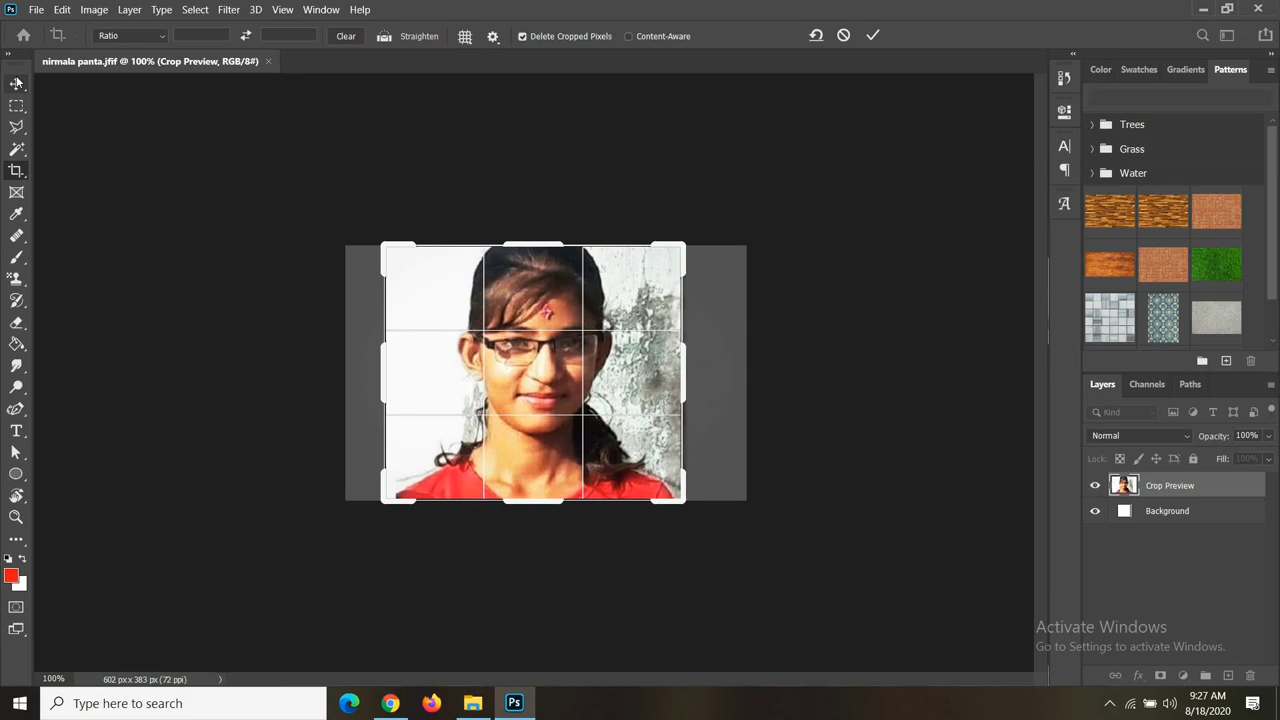 Ps File Edit Image Layer Type Select Filter 3D View Window Help
Ratio Clear Straighten Delete Cropped Pixels Content-Aware
nirmala panta.jfif @ 100% (Crop Preview, RGB/8#) ×
Color Swatches Gradients Patterns
Trees
Grass
Water
Layers Channels Paths
Kind
Normal Opacity: 100%
Lock: Fill: 100%
Crop Preview
Background
Activate Windows
Go to Settings to activate Windows.
100% 602 px x 383 px (72 ppi)
Type here to search
Ps
9:27 AM
8/18/2020